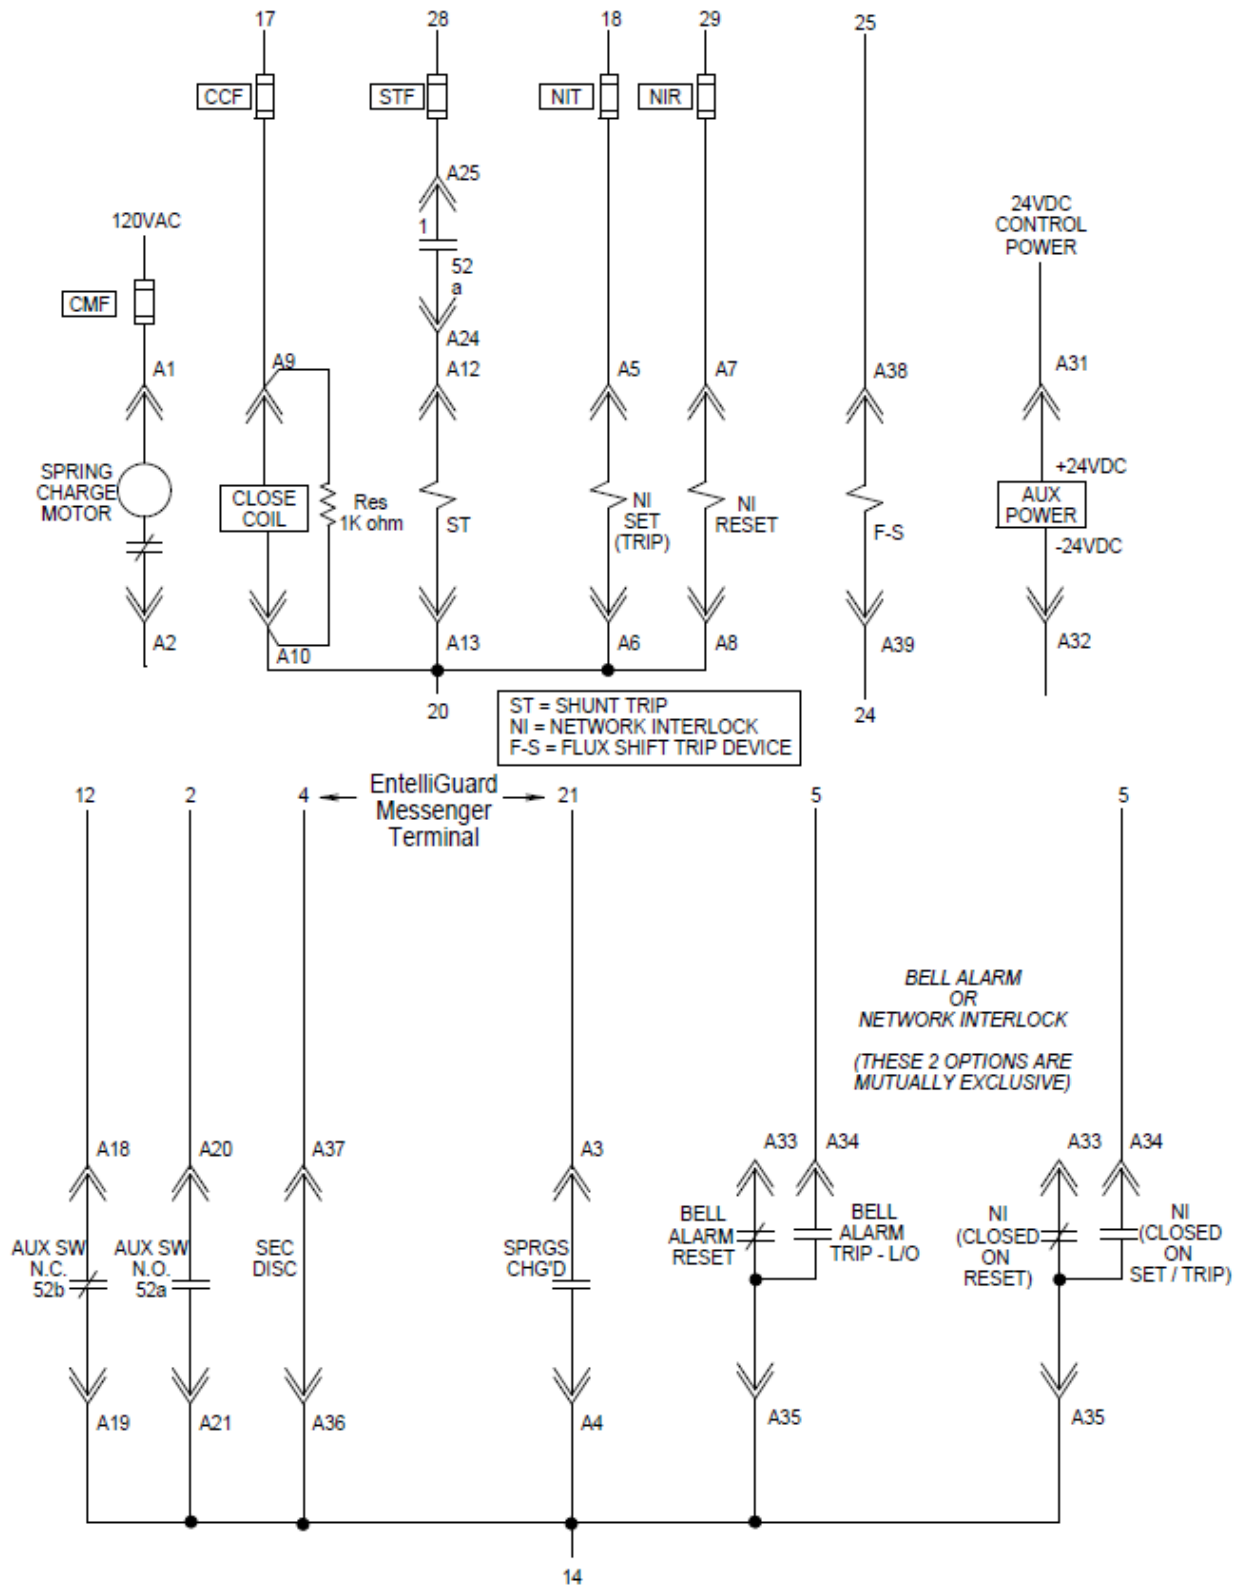 17
28
18
29
25
CCF
STF
NIT
NIR
A25
1
52
a
A24
120VAC
CMF
24VDC
CONTROL
POWER
A1
A9
A12
A5
A7
A38
A31
SPRING
CHARGE
MOTOR
CLOSE
COIL
Res
1K ohm
ST
NI
SET
(TRIP)
NI
RESET
F-S
+24VDC
AUX
POWER
-24VDC
A2
A10
A13
A6
A8
A39
A32
20
24
ST = SHUNT TRIP
NI = NETWORK INTERLOCK
F-S = FLUX SHIFT TRIP DEVICE
12
2
4
EntelliGuard
Messenger
Terminal
21
5
5
BELL ALARM
OR
NETWORK INTERLOCK
(THESE 2 OPTIONS ARE
MUTUALLY EXCLUSIVE)
A18
A20
A37
A3
A33
A34
A33
A34
AUX SW
N.C.
52b
AUX SW
N.O.
52a
SEC
DISC
SPRGS
CHG'D
BELL
ALARM
RESET
BELL
ALARM
TRIP - L/O
NI
(CLOSED
ON
RESET)
NI
(CLOSED
ON
SET / TRIP)
A19
A21
A36
A4
A35
A35
14